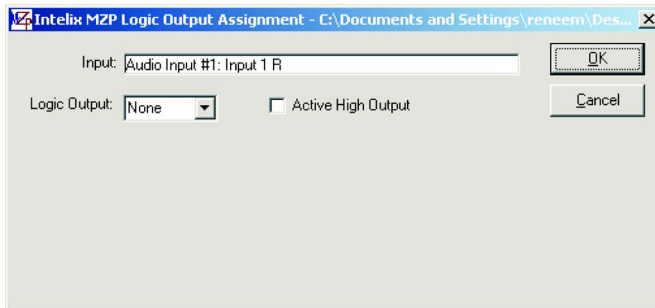 Intelix MZP Logic Output Assignment - C:\Documents and Settings\reneem\Des...
Input: Audio Input #1: Input 1 R
OK
Logic Output: None
Active High Output
Cancel